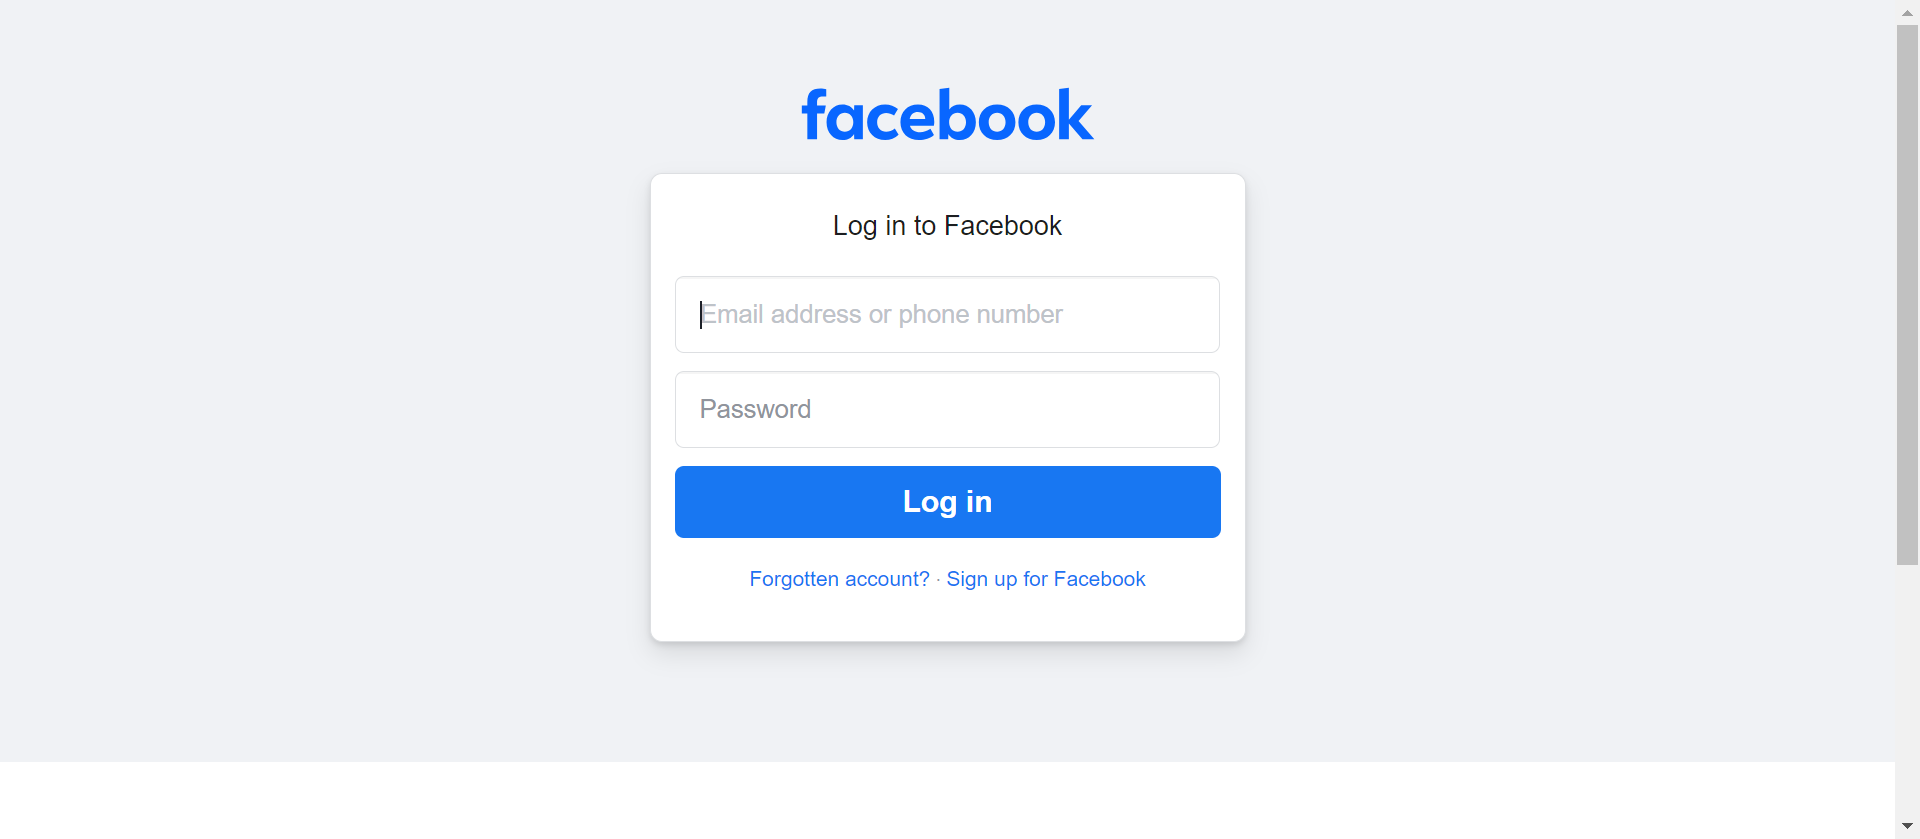 facebook
Log in to Facebook
Email address or phone number
Password
Log in
Forgotten account? · Sign up for Facebook